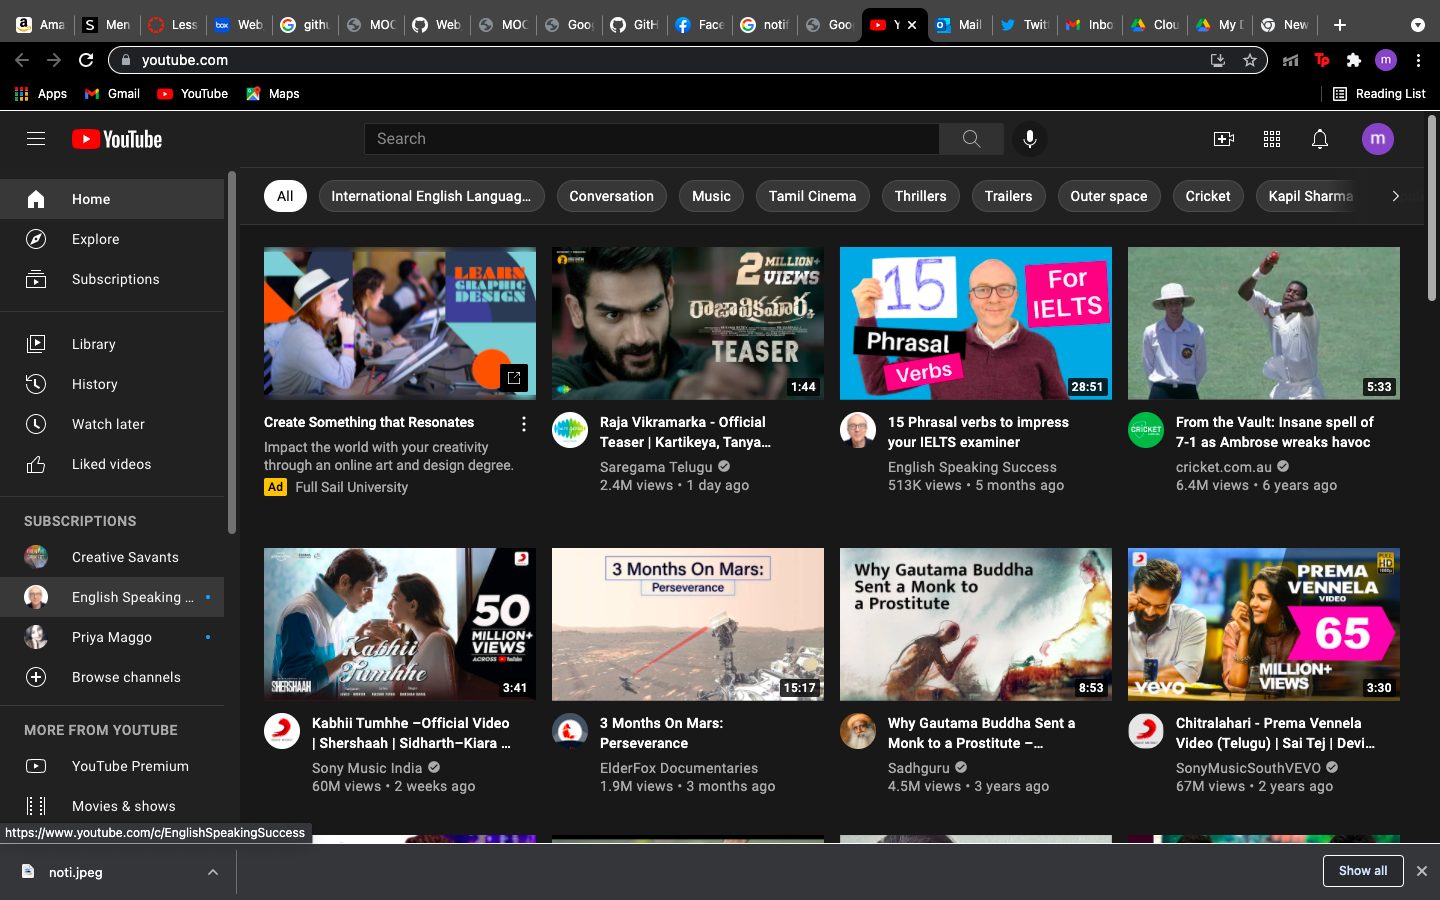 Ama
Men
Less
Web
githu
MOC
Web
MOC
Goo
GitH
Face
notif
Goo
Y
Mail
Twit
Inbo
Clou
My D
New
youtube.com
Tp
m
Apps
Gmail
YouTube
Maps
Reading List
YouTube
Search
m
Home
Explore
Subscriptions
Library
History
Watch later
Liked videos
SUBSCRIPTIONS
Creative Savants
English Speaking ...
Priya Maggo
Browse channels
MORE FROM YOUTUBE
YouTube Premium
Movies & shows
https://www.youtube.com/c/EnglishSpeakingSuccess
All
International English Languag...
Conversation
Music
Tamil Cinema
Thrillers
Trailers
Outer space
Cricket
Kapil Sharma
LEARN
GRAPHIC
DESIGN
Create Something that Resonates
Impact the world with your creativity
through an online art and design degree.
Ad Full Sail University
2 MILLION+
VIEWS
రాజావిక్రమార్క
TEASER
1:44
Raja Vikramarka - Official
Teaser | Kartikeya, Tanya...
Saregama Telugu
2.4M views • 1 day ago
15
For
IELTS
Phrasal
Verbs
28:51
15 Phrasal verbs to impress
your IELTS examiner
English Speaking Success
513K views • 5 months ago
5:33
CRICKET
From the Vault: Insane spell of
7-1 as Ambrose wreaks havoc
cricket.com.au
6.4M views • 6 years ago
50
MILLION+
VIEWS
ACROSS YouTube
Kabhii
Tumhhe
SHERSHAAH
3:41
Kabhii Tumhhe –Official Video
| Shershaah | Sidharth–Kiara ...
Sony Music India
60M views • 2 weeks ago
3 Months On Mars:
Perseverance
15:17
3 Months On Mars:
Perseverance
ElderFox Documentaries
1.9M views • 3 months ago
Why Gautama Buddha
Sent a Monk to
a Prostitute
8:53
Why Gautama Buddha Sent a
Monk to a Prostitute –...
Sadhguru
4.5M views • 3 years ago
PREMA
VENNELA
VIDEO
65
MILLION+
VIEWS
HD
vevo
3:30
Chitralahari - Prema Vennela
Video (Telugu) | Sai Tej | Devi...
SonyMusicSouthVEVO
67M views • 2 years ago
noti.jpeg
Show all